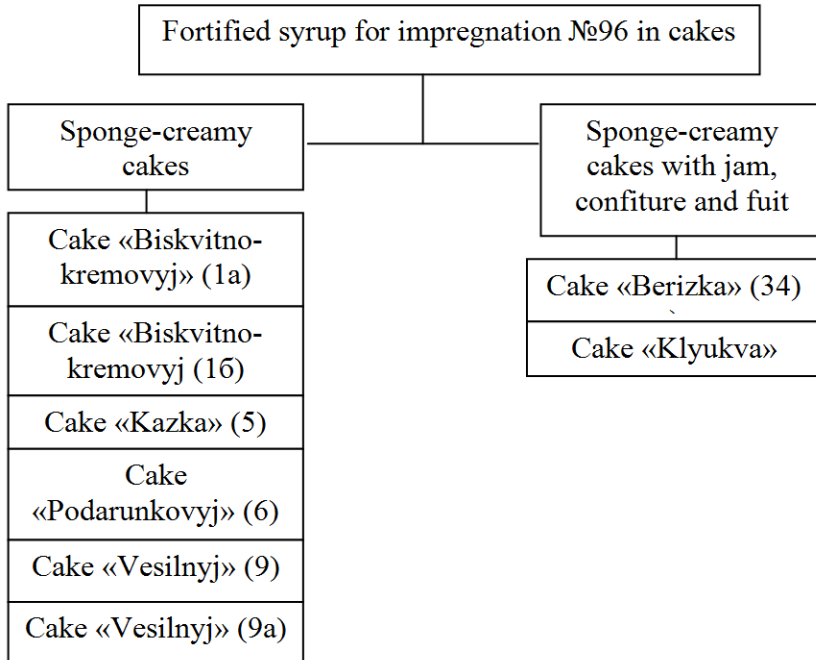 Fortified syrup for impregnation №96 in cakes
Sponge-creamy
cakes
Cake «Biskvitno-
kremovyj» (1a)
Cake «Biskvitno-
kremovyj (1б)
Cake «Kazka» (5)
Cake
«Podarunkovyj» (6)
Cake «Vesilnyj» (9)
Cake «Vesilnyj» (9a)
Sponge-creamy
cakes with jam,
confiture and fuit
Cake «Berizka» (34)
Cake «Klyukva»